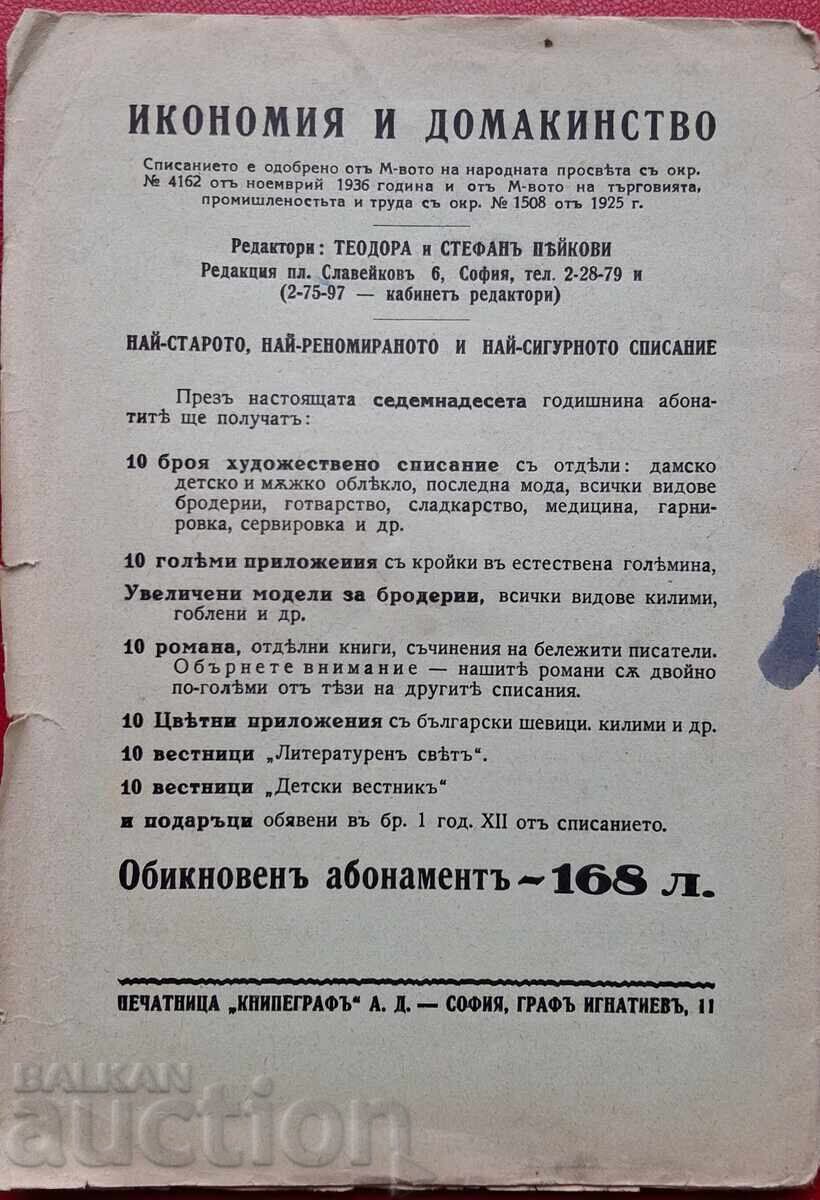 ИКОНОМИЯ И ДОМАКИНСТВО
Списанието е одобрено отъ М-вото на народната просвѣта съ окр.
№ 4162 отъ ноемврий 1936 година и отъ М-вото на търговията,
промишленостьта и труда съ окр. № 1508 отъ 1925 г.
Редактори: ТЕОДОРА и СТЕФАНЪ ПѢЙКОВИ
Редакция пл. Славейковъ 6, София, тел. 2-28-79 и
(2-75-97 — кабинетъ редактори)
НАЙ-СТАРОТО, НАЙ-РЕНОМИРАНОТО И НАЙ-СИГУРНОТО СПИСАНИЕ
Презъ настоящата седемнадесета годишнина абона-
титѣ ще получатъ:
10 броя художествено списание съ отдѣли: дамско
детско и мѫжко облѣкло, последна мода, всички видове
бродерии, готварство, сладкарство, медицина, гарни-
ровка, сервировка и др.
10 голѣми приложения съ кройки въ естествена голѣмина,
Увеличени модели за бродерии, всички видове килими,
гоблени и др.
10 романа, отдѣлни книги, съчинения на бележити писатели.
Обърнете внимание — нашитѣ романи сѫ двойно
по-голѣми отъ тѣзи на другитѣ списания.
10 Цвѣтни приложения съ български шевици. килими и др.
10 вестници „Литературенъ свѣтъ“.
10 вестници „Детски вестникъ“
и подаръци обявени въ бр. 1 год. XII отъ списанието.
Обикновенъ абонаментъ ~ 168 л.
ПЕЧАТНИЦА „КНИПЕГРАФЪ“ А. Д. — СОФИЯ, ГРАФЪ ИГНАТИЕВЪ, 11
BALKAN
auction